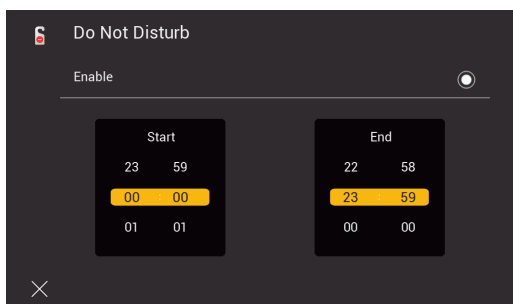 Do Not Disturb
Enable
Start
23 59
00 : 00
01 01
End
22 58
23 : 59
00 00